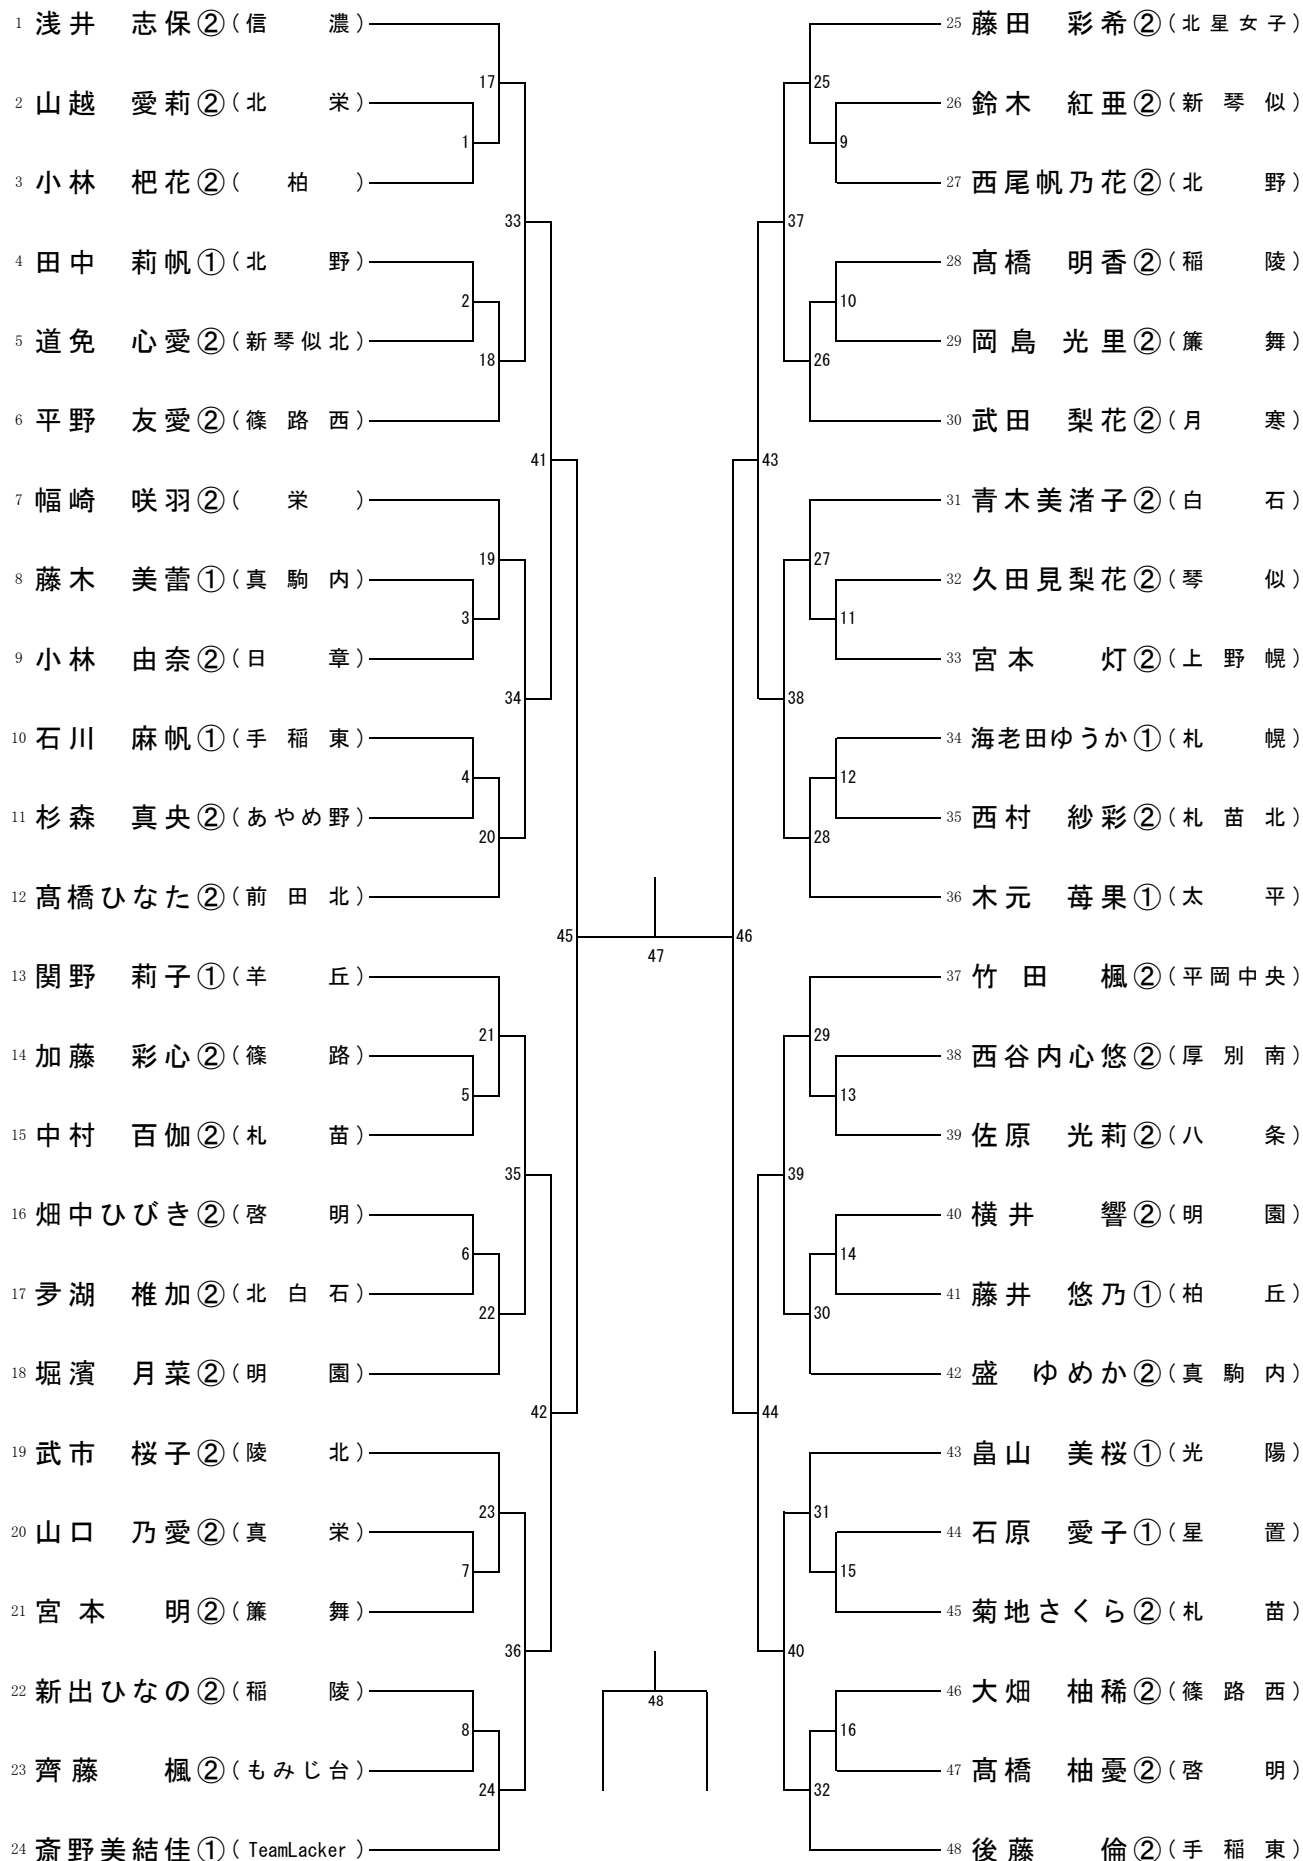 1 浅井 志保②(信濃)
2 山越 愛莉②(北栄)
3 小林 杷花②(柏)
4 田中 莉帆①(北野)
5 道免 心愛②(新琴似北)
6 平野 友愛②(篠路西)
7 幅崎 咲羽②(栄)
8 藤木 美蕾①(真駒内)
9 小林 由奈②(日章)
10 石川 麻帆①(手稲東)
11 杉森 真央②(あやめ野)
12 髙橋ひなた②(前田北)
13 関野 莉子①(羊丘)
14 加藤 彩心②(篠路)
15 中村 百伽②(札苗)
16 畑中ひびき②(啓明)
17 夛湖 椎加②(北白石)
18 堀濱 月菜②(明園)
19 武市 桜子②(陵北)
20 山口 乃愛②(真栄)
21 宮本 明②(簾舞)
22 新出ひなの②(稲陵)
23 齊藤 楓②(もみじ台)
24 斎野美結佳①(TeamLacker)
17
1
33
2
18
41
19
3
34
4
20
45
21
5
35
6
22
42
23
7
36
8
24
47
48
25
9
37
10
26
43
27
11
38
12
28
46
29
13
39
14
30
44
31
15
40
16
32
25 藤田 彩希②(北星女子)
26 鈴木 紅亜②(新琴似)
27 西尾帆乃花②(北野)
28 髙橋 明香②(稲陵)
29 岡島 光里②(簾舞)
30 武田 梨花②(月寒)
31 青木美渚子②(白石)
32 久田見梨花②(琴似)
33 宮本 灯②(上野幌)
34 海老田ゆうか①(札幌)
35 西村 紗彩②(札苗北)
36 木元 苺果①(太平)
37 竹田 楓②(平岡中央)
38 西谷内心悠②(厚別南)
39 佐原 光莉②(八条)
40 横井 響②(明園)
41 藤井 悠乃①(柏丘)
42 盛 ゆめか②(真駒内)
43 畠山 美桜①(光陽)
44 石原 愛子①(星置)
45 菊地さくら②(札苗)
46 大畑 柚稀②(篠路西)
47 髙橋 柚憂②(啓明)
48 後藤 倫②(手稲東)